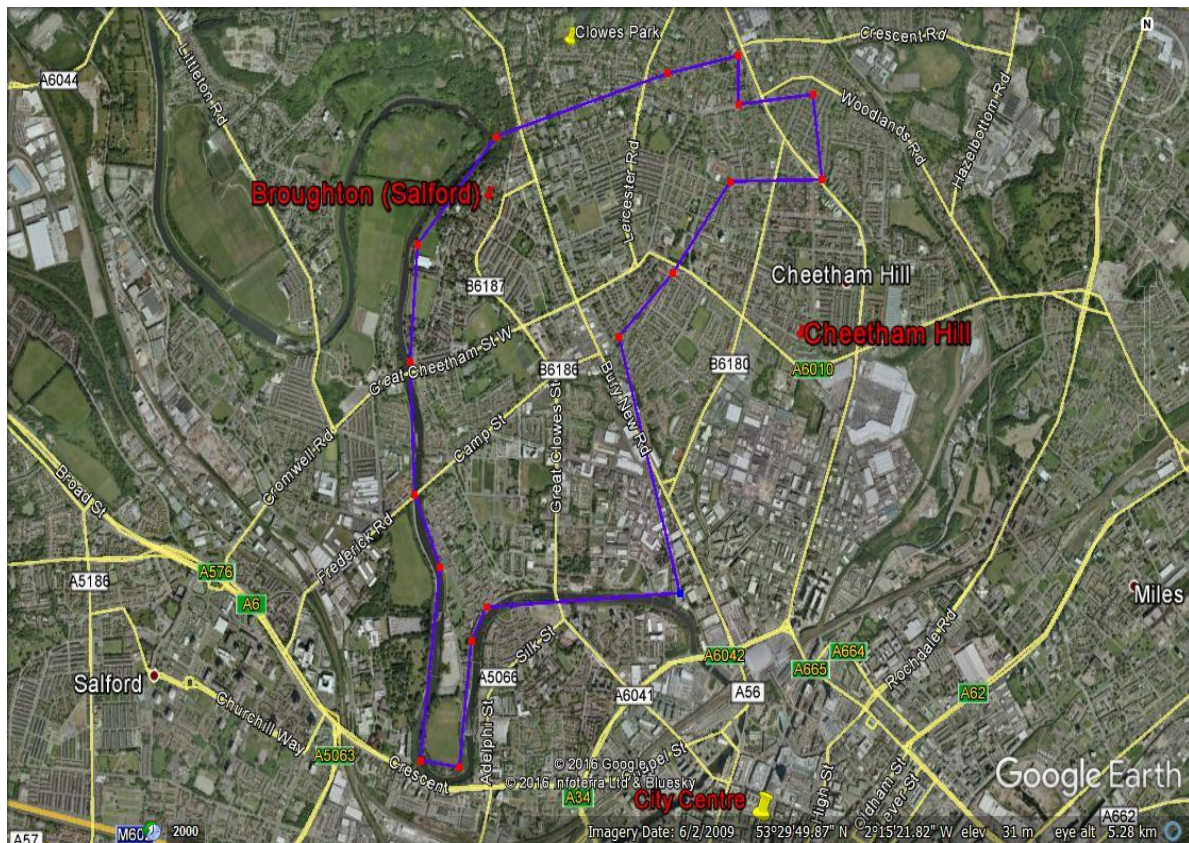 Clowes Park
Crescent Rd
N
A6044
Littleton Rd
Woodlands Rd
Hazelbottom Rd
Leicester Rd
Broughton (Salford)
Cheetham Hill
B6187
Cheetham Hill
Great Cheetham St W
B6186
B6180
A6010
Bury New Rd
Camp St
Great Clowes St
Cromwell Rd
Broad St
Frederick Rd
A576
A5186
A6
Miles
Silk St
Rochdale Rd
A6042
A664
A665
Salford
A5066
A6041
A56
A62
Churchill Way
Adelphi St
A5063
Crescent
Chapel St
© 2016 Google
© 2016 Infoterra Ltd & Bluesky
Google Earth
A34
City Centre
High St
Oldham St
Lever St
A662
A57
M60
2000
Imagery Date: 6/2/2009 53°29'49.87" N 2°15'21.82" W elev 31 m eye alt 5.28 km